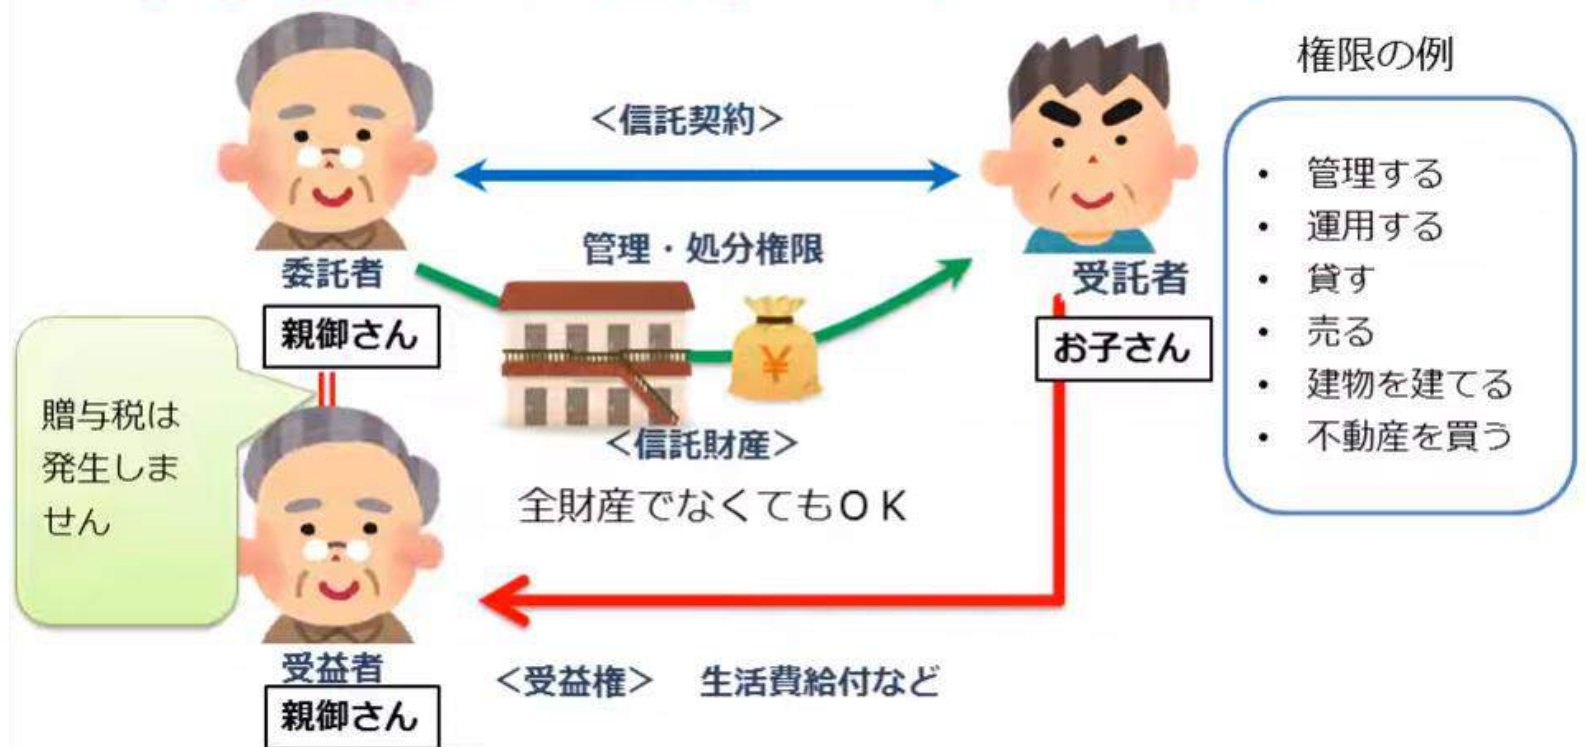 権限の例
<信託契約>
・ 管理する
・ 運用する
・ 貸す
・ 売る
・ 建物を建てる
・ 不動産を買う
管理・処分権限
委託者
親御さん
受託者
お子さん
¥
<信託財産>
全財産でなくてもＯＫ
贈与税は
発生しま
せん
受益者
親御さん
<受益権> 生活費給付など